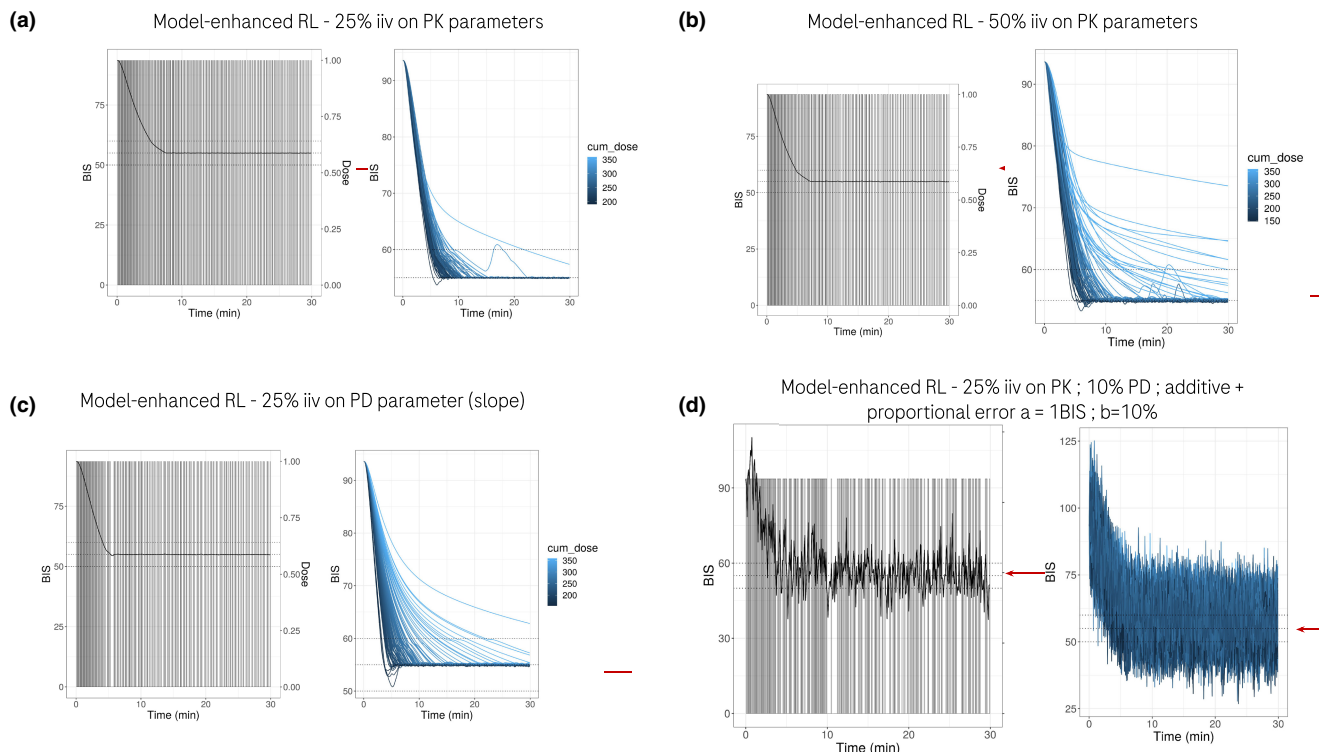 (a)
Model-enhanced RL - 25% iiv on PK parameters
BIS
75
50
25
0
1.00
0.75
0.50
0.25
0.00
Dose
0 10 20 30
Time (min)
BIS
90
80
70
60
0 10 20 30
Time (min)
cum_dose
350
300
250
200
(b)
Model-enhanced RL - 50% iiv on PK parameters
BIS
75
50
25
0
1.00
0.75
0.50
0.25
0.00
Dose
0 10 20 30
Time (min)
BIS
90
80
70
60
0 10 20 30
Time (min)
cum_dose
350
300
250
200
150
(c)
Model-enhanced RL - 25% iiv on PD parameter (slope)
BIS
75
50
25
0
1.00
0.75
0.50
0.25
0.00
Dose
0 10 20 30
Time (min)
BIS
90
80
70
60
50
0 10 20 30
Time (min)
cum_dose
350
300
250
200
(d)
Model-enhanced RL - 25% iiv on PK ; 10% PD ; additive +
proportional error a = 1BIS ; b=10%
BIS
90
60
30
0
0 10 20 30
Time (min)
BIS
125
100
75
50
25
0 10 20 30
Time (min)